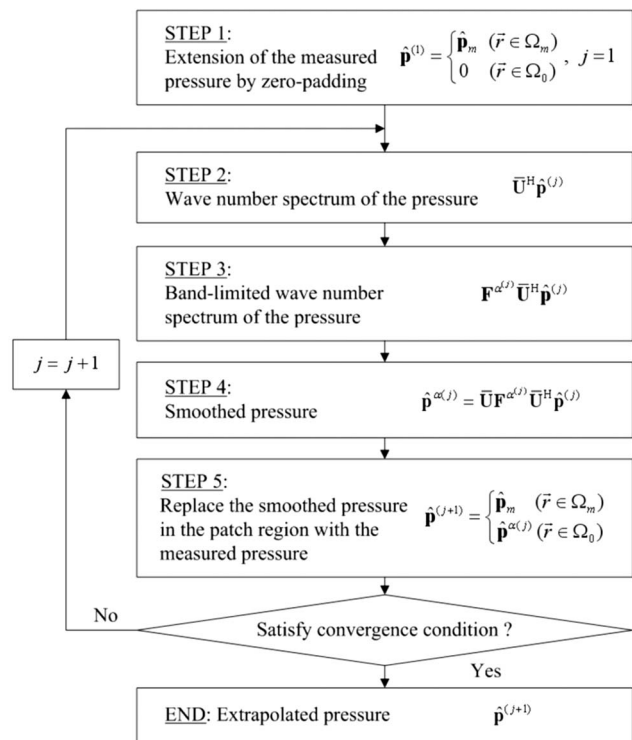 STEP 1:
Extension of the measured pressure by zero-padding
p̂^(1) = { p̂_m (r⃗ ∈ Ω_m)
0 (r⃗ ∈ Ω_0) , j = 1
STEP 2:
Wave number spectrum of the pressure Ū^H p̂^(j)
STEP 3:
Band-limited wave number
spectrum of the pressure F^α^(j) Ū^H p̂^(j)
j = j+1
STEP 4:
Smoothed pressure p̂^α(j) = Ū F^α^(j) Ū^H p̂^(j)
STEP 5:
Replace the smoothed pressure
in the patch region with the
measured pressure
p̂^(j+1) = { p̂_m (r⃗ ∈ Ω_m)
p̂^α(j) (r⃗ ∈ Ω_0)
No
Satisfy convergence condition ?
Yes
END: Extrapolated pressure p̂^(j+1)